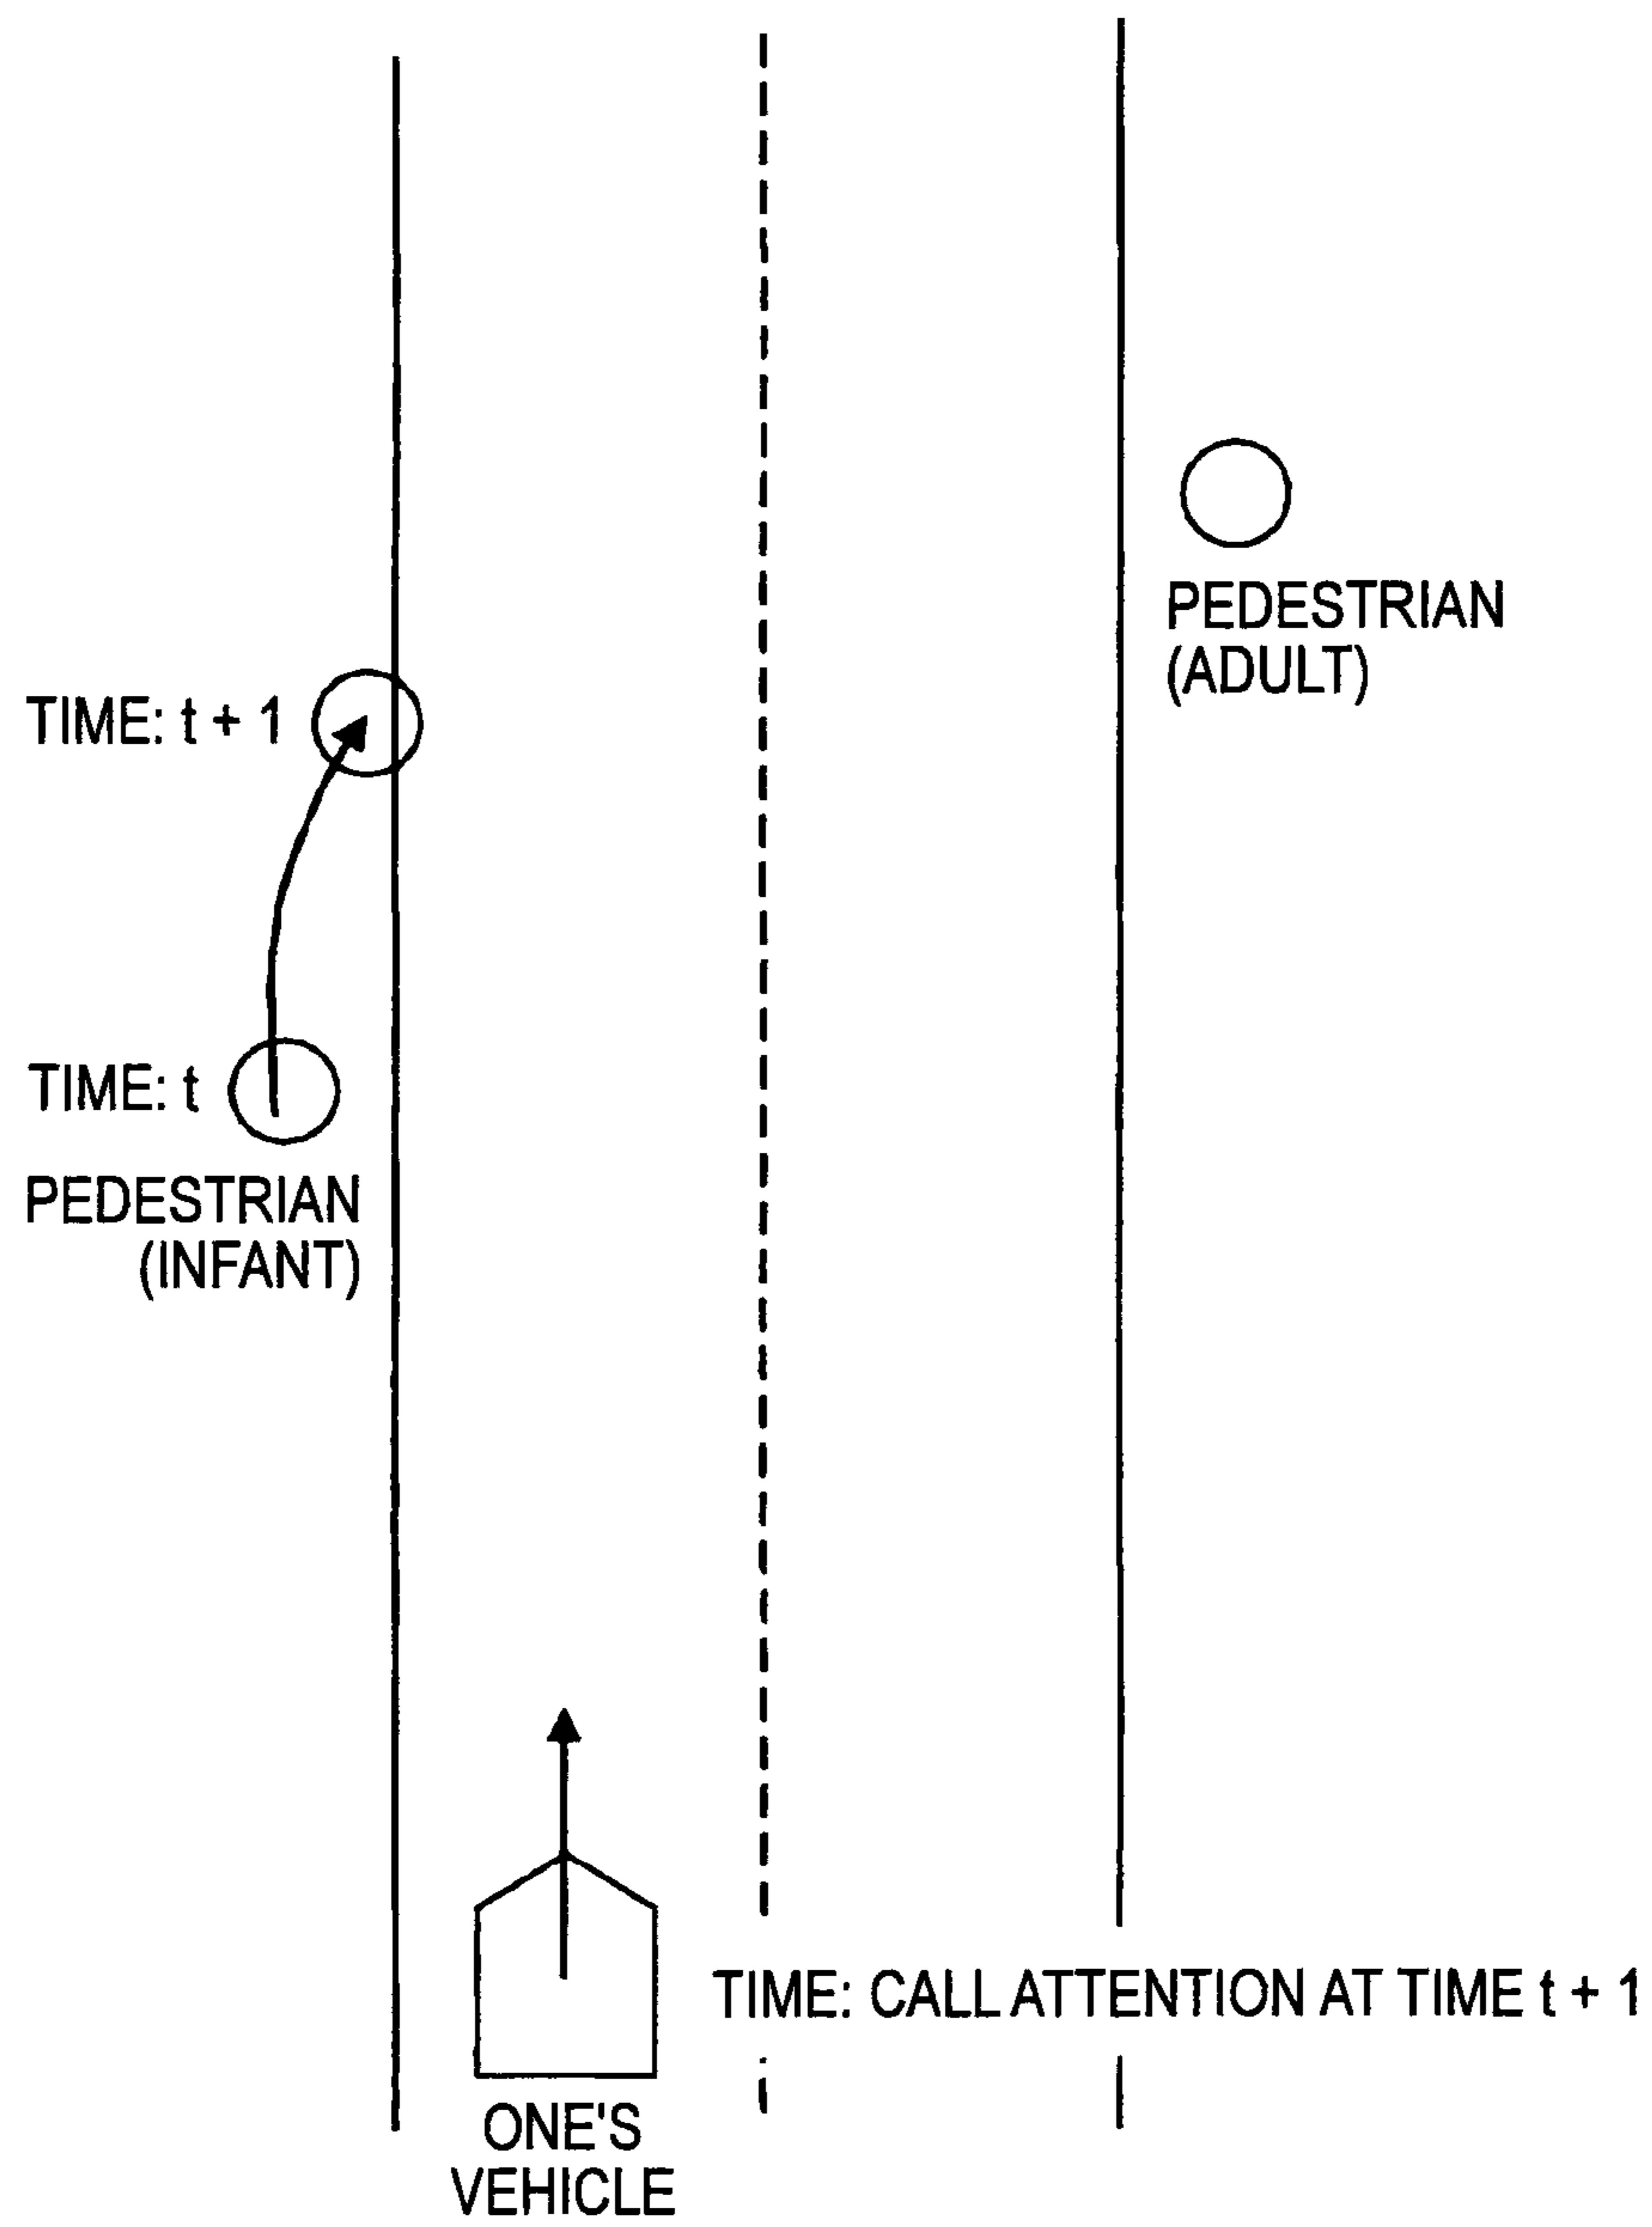 PEDESTRIAN
(ADULT)
TIME: t + 1
TIME: t
PEDESTRIAN
(INFANT)
TIME: CALL ATTENTION AT TIME t + 1
ONE'S
VEHICLE